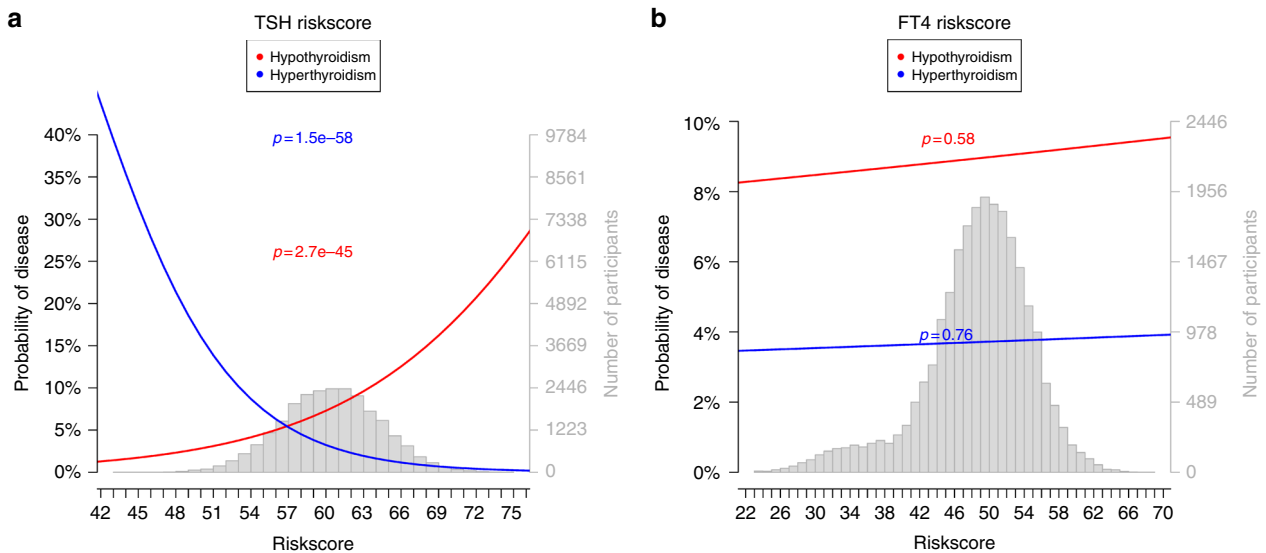 a
TSH riskscore
Hypothyroidism
Hyperthyroidism
p=1.5e–58
p=2.7e–45
40%
35%
30%
25%
20%
15%
10%
5%
0%
Probability of disease
9784
8561
7338
6115
4892
3669
2446
1223
0
Number of participants
42 45 48 51 54 57 60 63 66 69 72 75
Riskscore
b
FT4 riskscore
Hypothyroidism
Hyperthyroidism
p=0.58
p=0.76
10%
8%
6%
4%
2%
0%
Probability of disease
2446
1956
1467
978
489
0
Number of participants
22 26 30 34 38 42 46 50 54 58 62 66 70
Riskscore